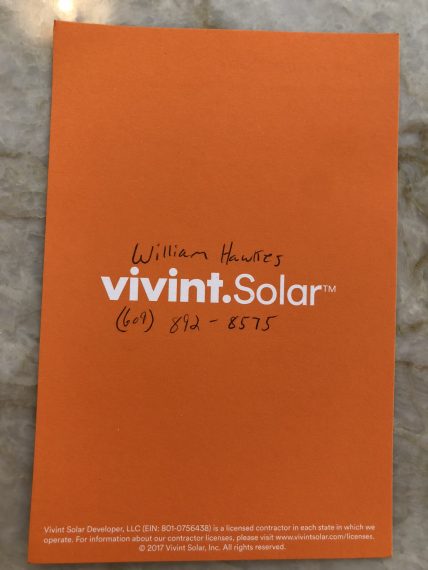 William Hawkes
vivint.Solar™
(609) 892-8575
Vivint Solar Developer, LLC (EIN: 801-0756438) is a licensed contractor in each state in which we
operate. For information about our contractor licenses, please visit www.vivintsolar.com/licenses.
© 2017 Vivint Solar, Inc. All rights reserved.